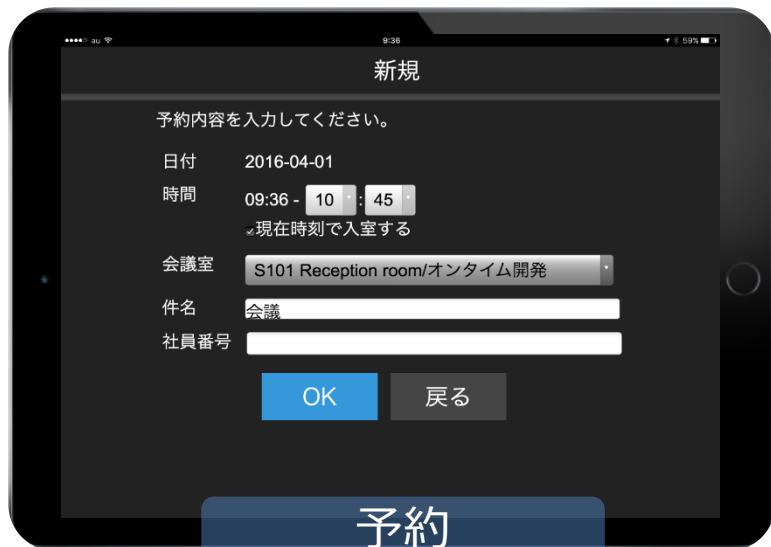 au 9:36 59%
新規
予約内容を入力してください。
日付 2016-04-01
時間 09:36 - 10 : 45
現在時刻で入室する
会議室 S101 Reception room/オンタイム開発
件名 会議
社員番号
OK 戻る
予約